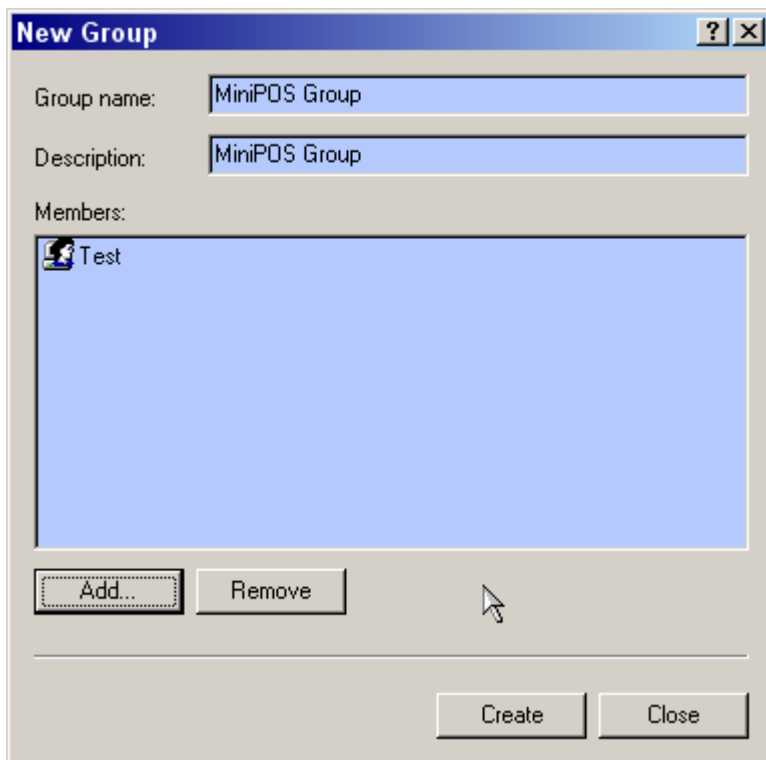 New Group
Group name: MiniPOS Group
Description: MiniPOS Group
Members:
Test
Add... Remove
Create Close